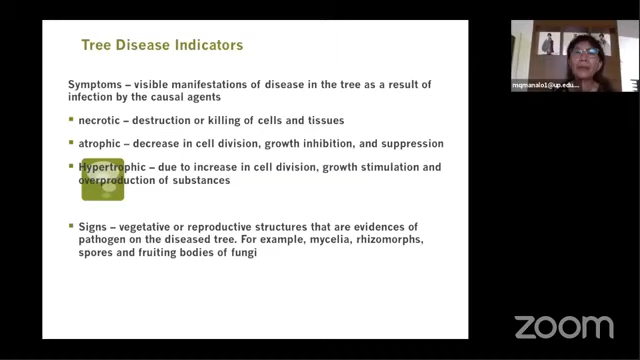 Tree Disease Indicators
Symptoms – visible manifestations of disease in the tree as a result of
infection by the causal agents
necrotic – destruction or killing of cells and tissues
atrophic – decrease in cell division, growth inhibition, and suppression
Hypertrophic – due to increase in cell division, growth stimulation and
overproduction of substances
Signs – vegetative or reproductive structures that are evidences of
pathogen on the diseased tree. For example, mycelia, rhizomorphs,
spores and fruiting bodies of fungi
mqmanalo1@up.edu...
zoom